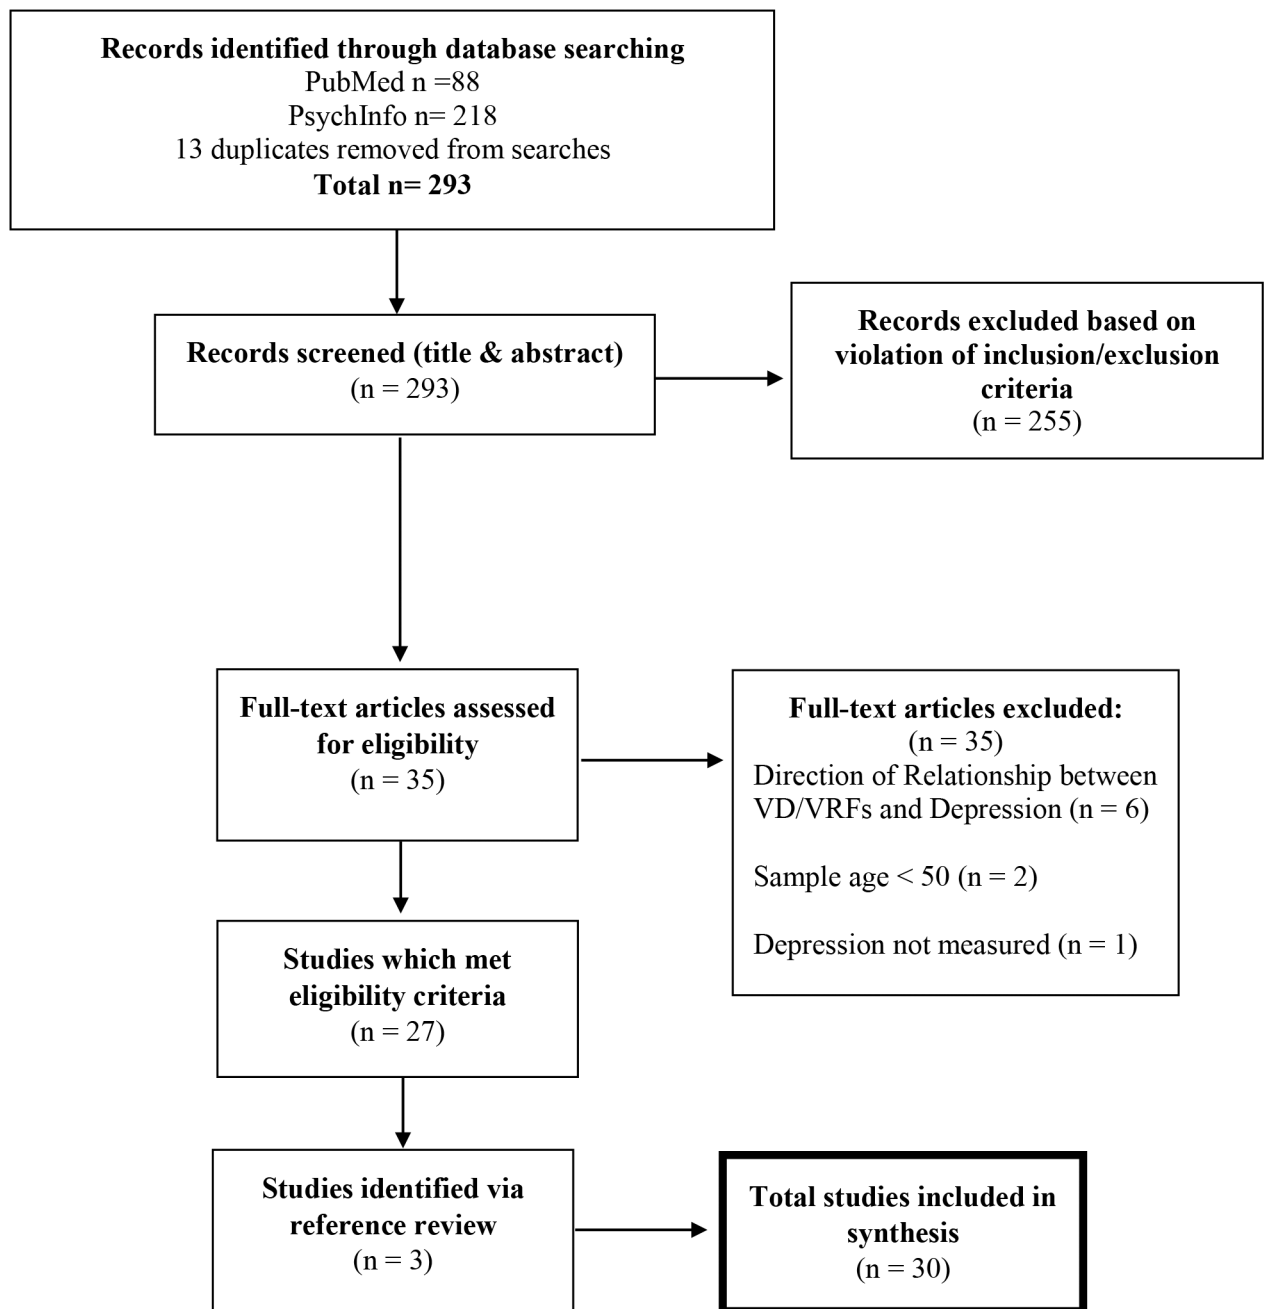 Records identified through database searching
PubMed n =88
PsychInfo n= 218
13 duplicates removed from searches
Total n= 293
Records screened (title & abstract)
(n = 293)
Records excluded based on
violation of inclusion/exclusion
criteria
(n = 255)
Full-text articles assessed
for eligibility
(n = 35)
Full-text articles excluded:
(n = 35)
Direction of Relationship between
VD/VRFs and Depression (n = 6)
Sample age < 50 (n = 2)
Depression not measured (n = 1)
Studies which met
eligibility criteria
(n = 27)
Studies identified via
reference review
(n = 3)
Total studies included in
synthesis
(n = 30)